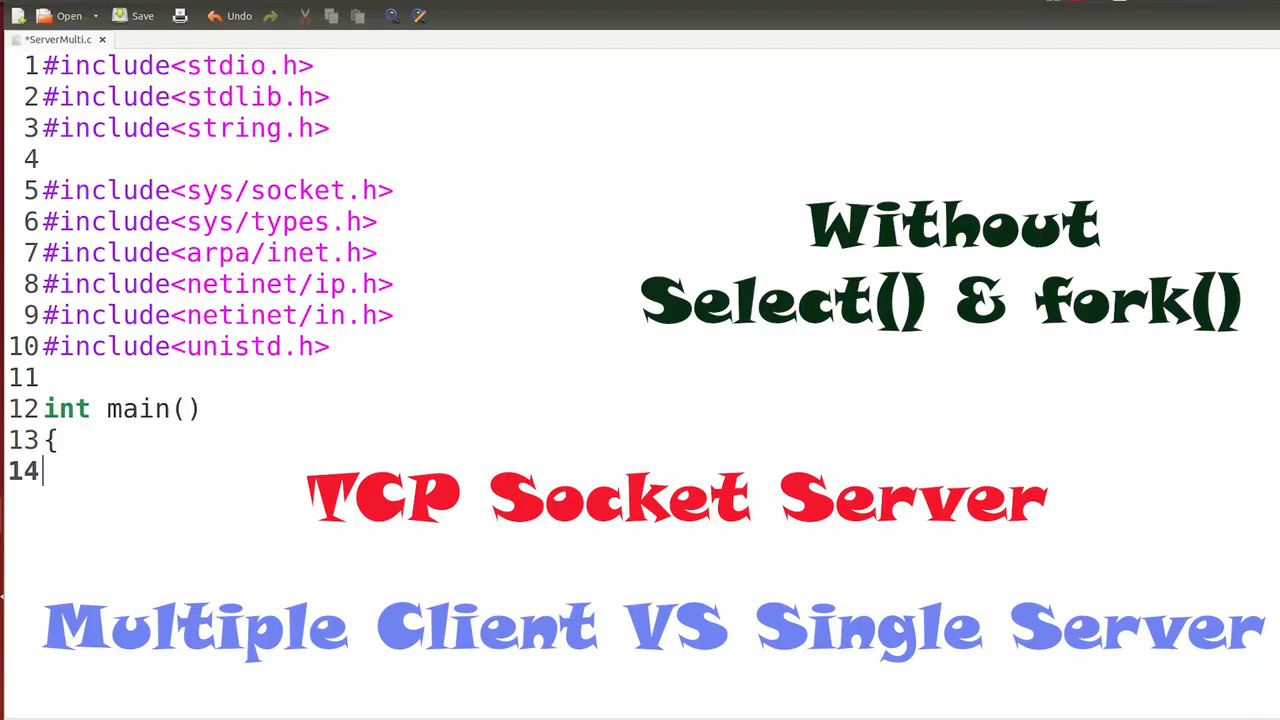 Open Save Undo
*ServerMulti.c ×
1#include<stdio.h>
2#include<stdlib.h>
3#include<string.h>
4
5#include<sys/socket.h>
6#include<sys/types.h>
7#include<arpa/inet.h>
8#include<netinet/ip.h>
9#include<netinet/in.h>
10#include<unistd.h>
11
12int main()
13{
14
Without
Select() & fork()
TCP Socket Server
Multiple Client VS Single Server